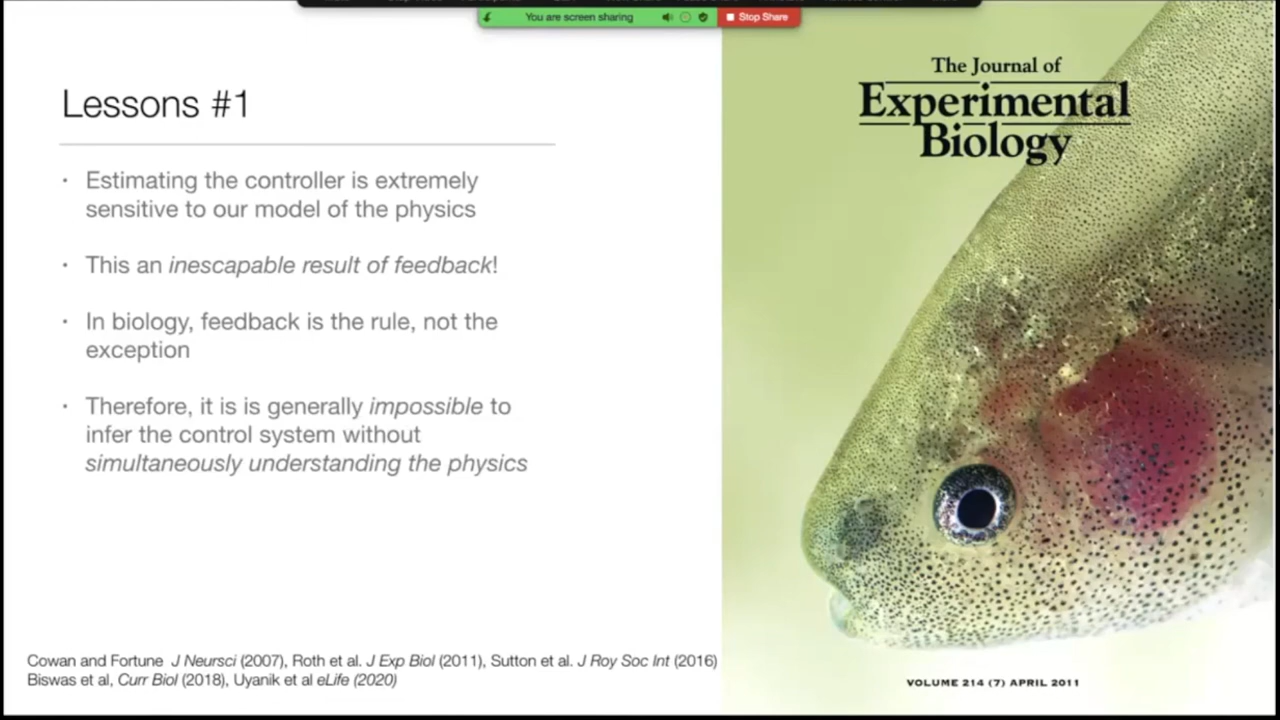 You are screen sharing
Stop Share
Lessons #1
· Estimating the controller is extremely
sensitive to our model of the physics
· This an inescapable result of feedback!
· In biology, feedback is the rule, not the
exception
· Therefore, it is is generally impossible to
infer the control system without
simultaneously understanding the physics
Cowan and Fortune J Neursci (2007), Roth et al. J Exp Biol (2011), Sutton et al. J Roy Soc Int (2016)
Biswas et al, Curr Biol (2018), Uyanik et al eLife (2020)
The Journal of
Experimental
Biology
VOLUME 214 (7) APRIL 2011